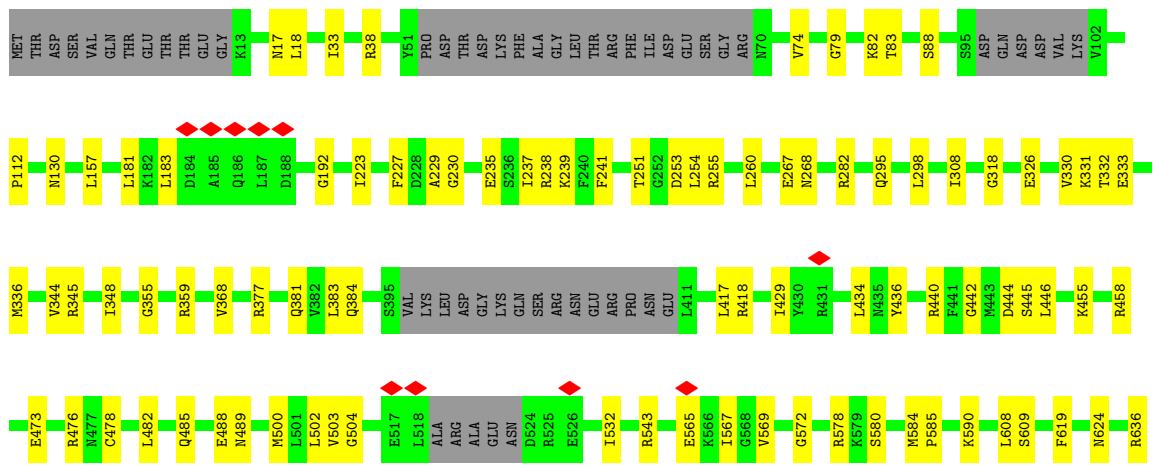 MET THR ASP SER VAL GLN THR GLU THR THR GLU GLY K13 N17 L18 I33 R38 Y51 PRO ASP THR ASP LYS PHE ALA GLY LEU THR ARG PHE ILE ASP GLU SER GLY ARG N70 V74 G79 K82 T83 S88 S95 ASP GLN ASP ASP VAL LYS V102
P112 N130 L157 L181 K182 L183 D184 A185 Q186 L187 D188 G192 I223 F227 D228 A229 G230 E235 S236 I237 R238 K239 F240 F241 T251 G252 D253 L254 R255 L260 E267 N268 R282 Q295 L298 I308 G318 E326 V330 K331 T332 E333
M336 V344 R345 I348 G355 R359 V368 R377 Q381 V382 L383 Q384 S395 VAL LYS LEU ASP GLY LYS GLN SER ARG ASN GLU ARG PRO ASN GLU L411 L417 R418 I429 Y430 R431 L434 N435 Y436 R440 F441 G442 M443 D444 S445 L446 K455 R458
E473 R476 N477 C478 L482 Q485 E488 N489 M500 L501 L502 V503 G504 E517 L518 ALA ARG ALA GLU ASN D524 R525 E526 I532 R543 E565 K566 I567 G568 V569 G572 R578 K579 S580 M584 P585 K590 L608 S609 F619 N624 R636